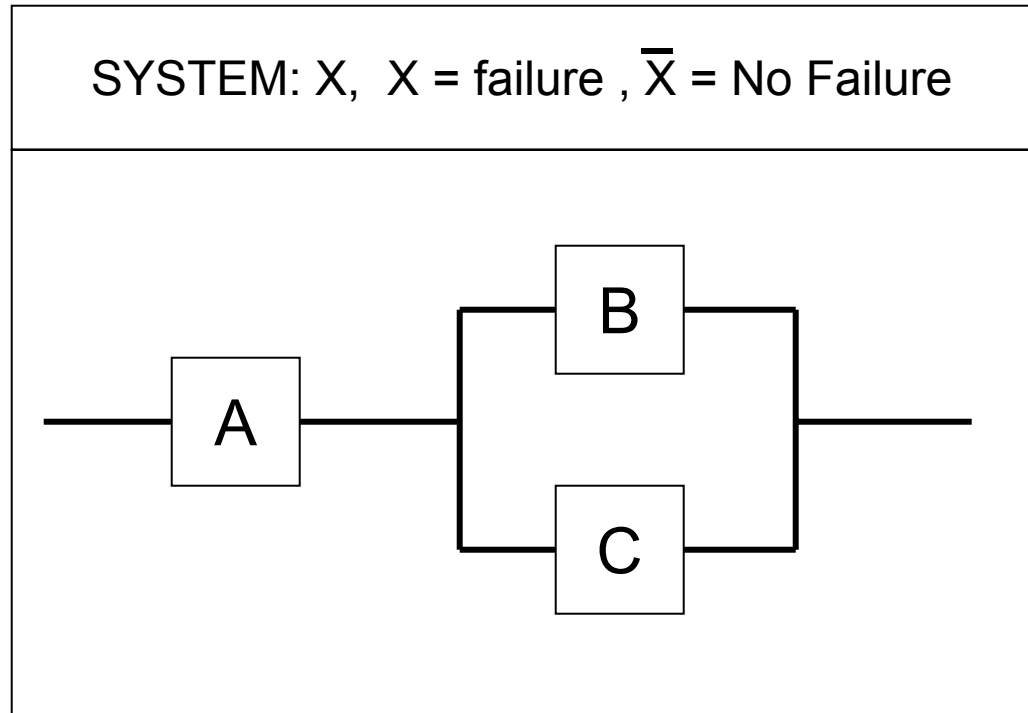 SYSTEM: X,  X = failure , X̅ = No Failure
B
A
C